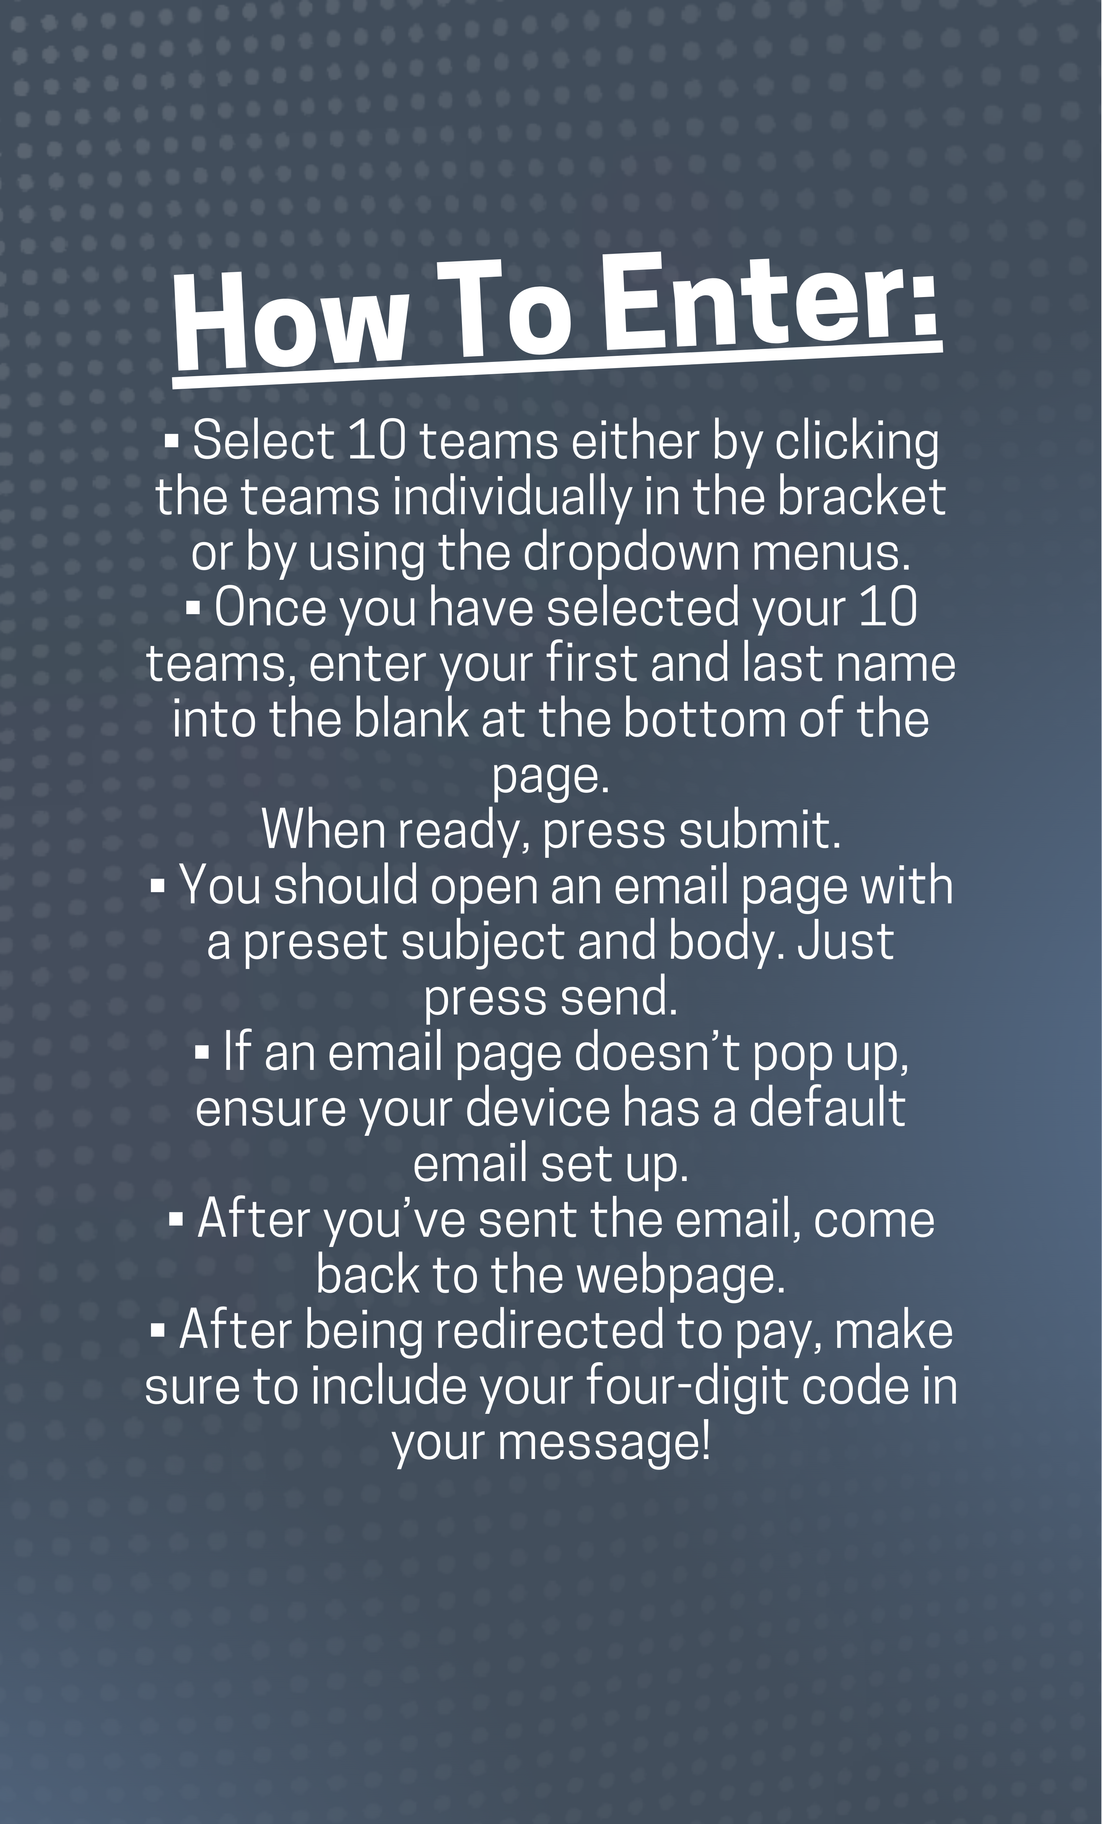 How To Enter:
▪ Select 10 teams either by clicking
the teams individually in the bracket
or by using the dropdown menus.
▪ Once you have selected your 10
teams, enter your first and last name
into the blank at the bottom of the
page.
When ready, press submit.
▪ You should open an email page with
a preset subject and body. Just
press send.
▪ If an email page doesn’t pop up,
ensure your device has a default
email set up.
▪ After you’ve sent the email, come
back to the webpage.
▪ After being redirected to pay, make
sure to include your four-digit code in
your message!